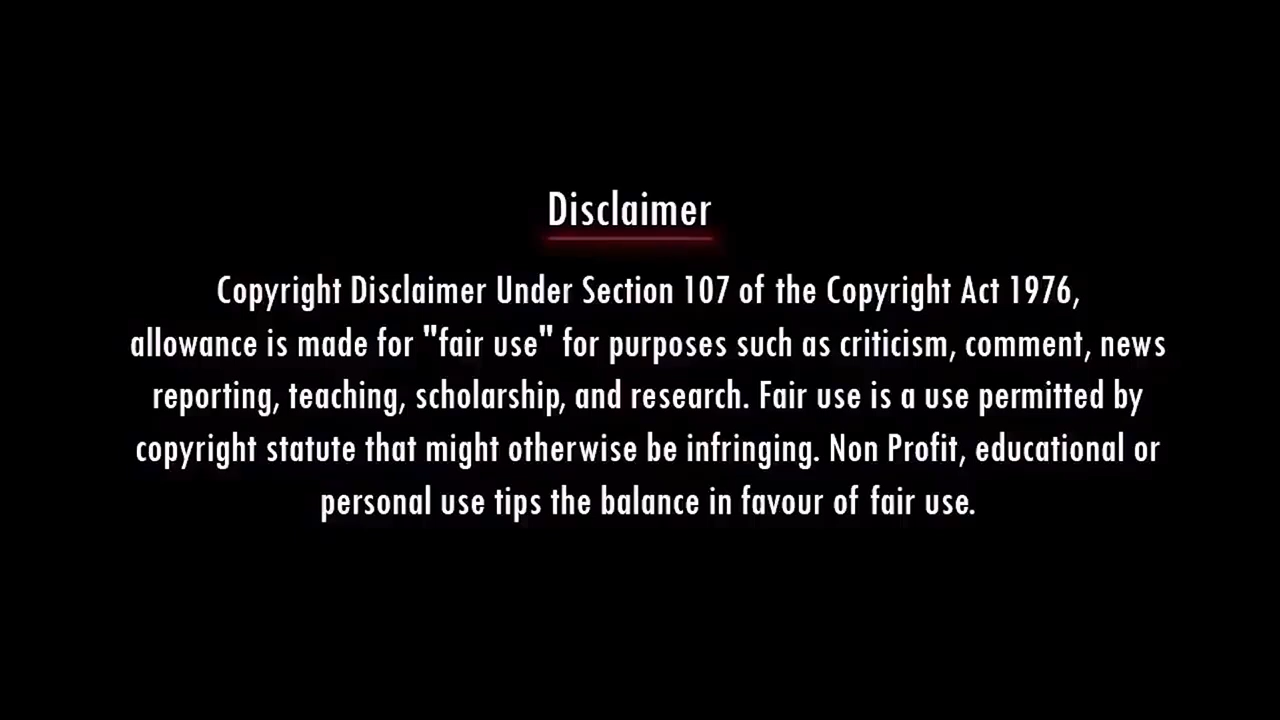 Disclaimer
Copyright Disclaimer Under Section 107 of the Copyright Act 1976,
allowance is made for "fair use" for purposes such as criticism, comment, news
reporting, teaching, scholarship, and research. Fair use is a use permitted by
copyright statute that might otherwise be infringing. Non Profit, educational or
personal use tips the balance in favour of fair use.